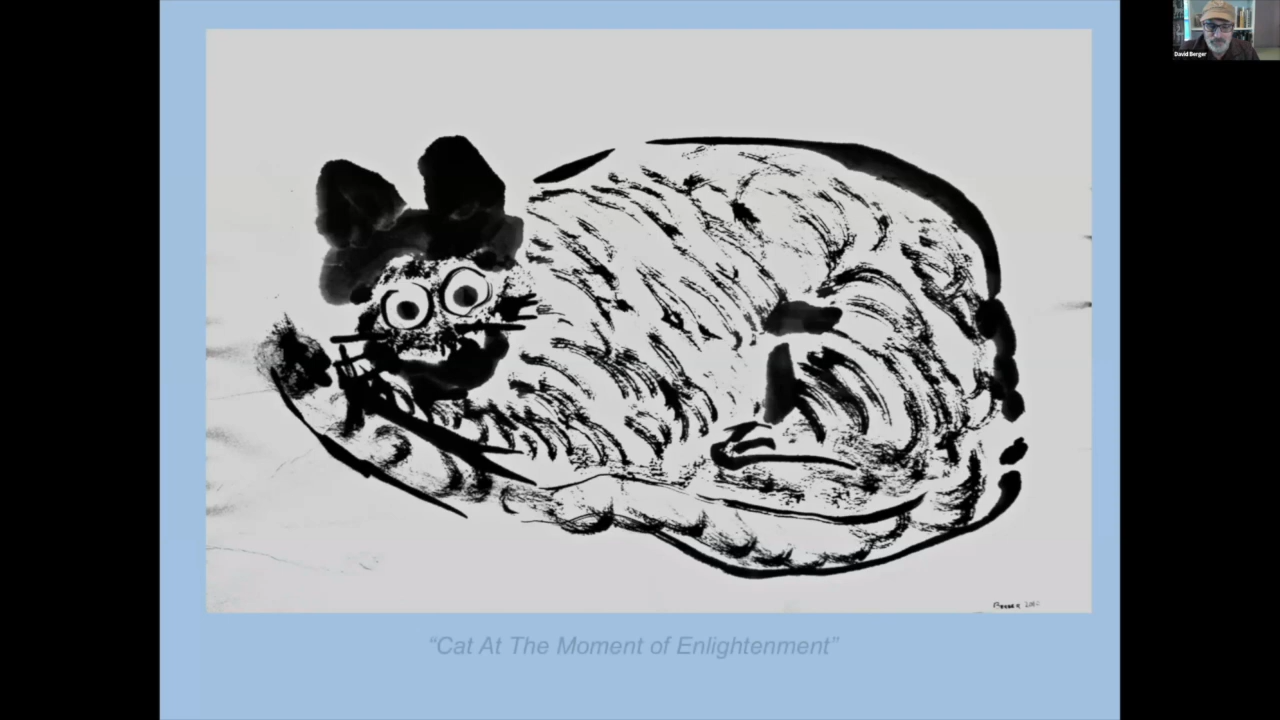 David Berger
“Cat At The Moment of Enlightenment”